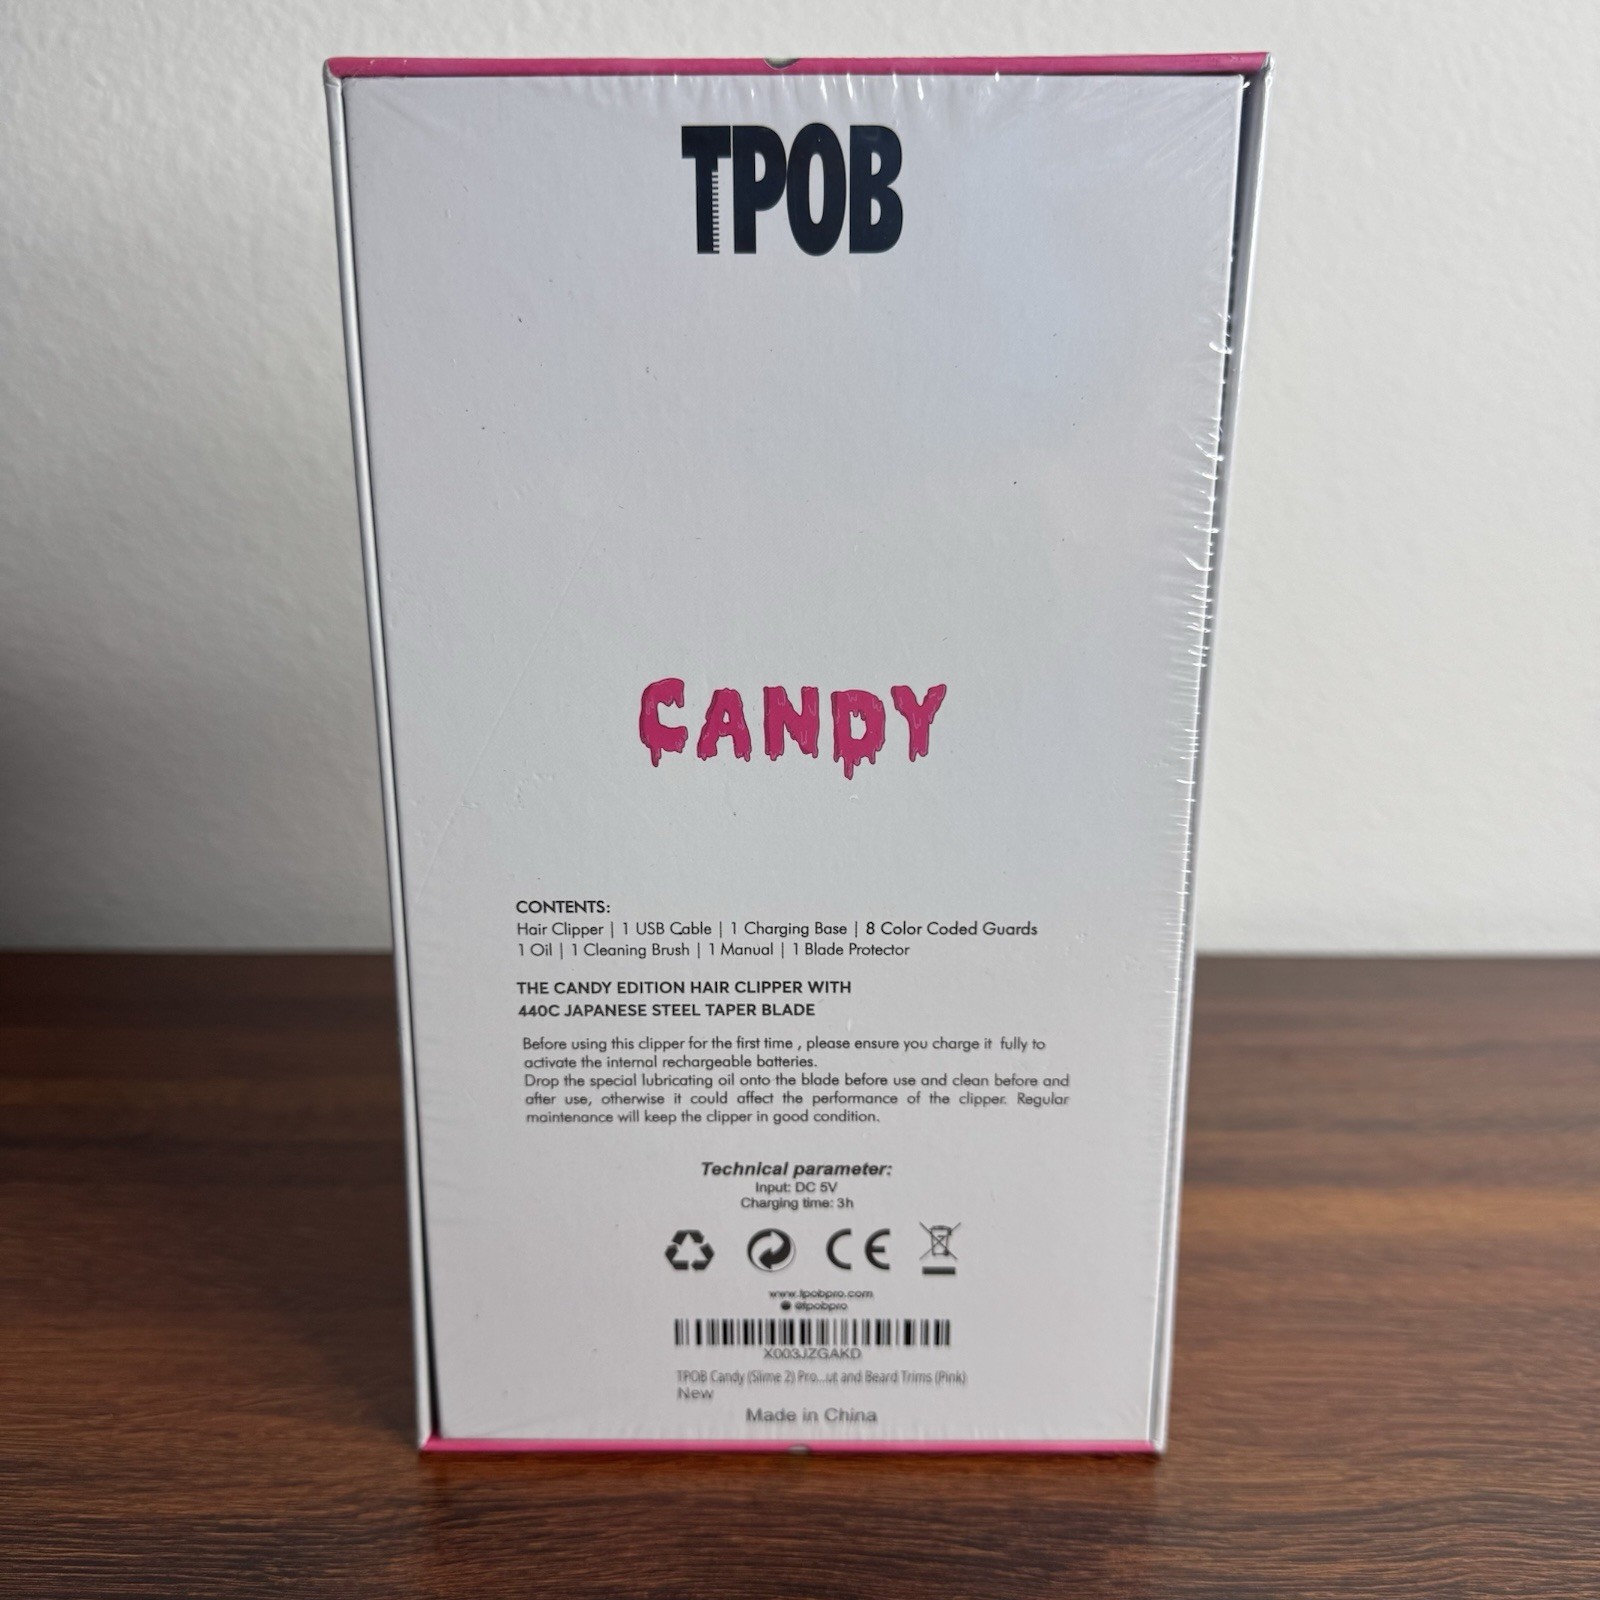 TPOB
CANDY
CONTENTS:
Hair Clipper | 1 USB Cable | 1 Charging Base | 8 Color Coded Guards
1 Oil | 1 Cleaning Brush | 1 Manual | 1 Blade Protector
THE CANDY EDITION HAIR CLIPPER WITH
440C JAPANESE STEEL TAPER BLADE
Before using this clipper for the first time , please ensure you charge it fully to
activate the internal rechargeable batteries.
Drop the special lubricating oil onto the blade before use and clean before and
after use, otherwise it could affect the performance of the clipper. Regular
maintenance will keep the clipper in good condition.
Technical parameter:
Input: DC 5V
Charging time: 3h
CE
www.tpobpro.com
@tpobpro
X003JZGAKD
TPOB Candy (Slime 2) Pro...ut and Beard Trims (Pink)
New
Made in China